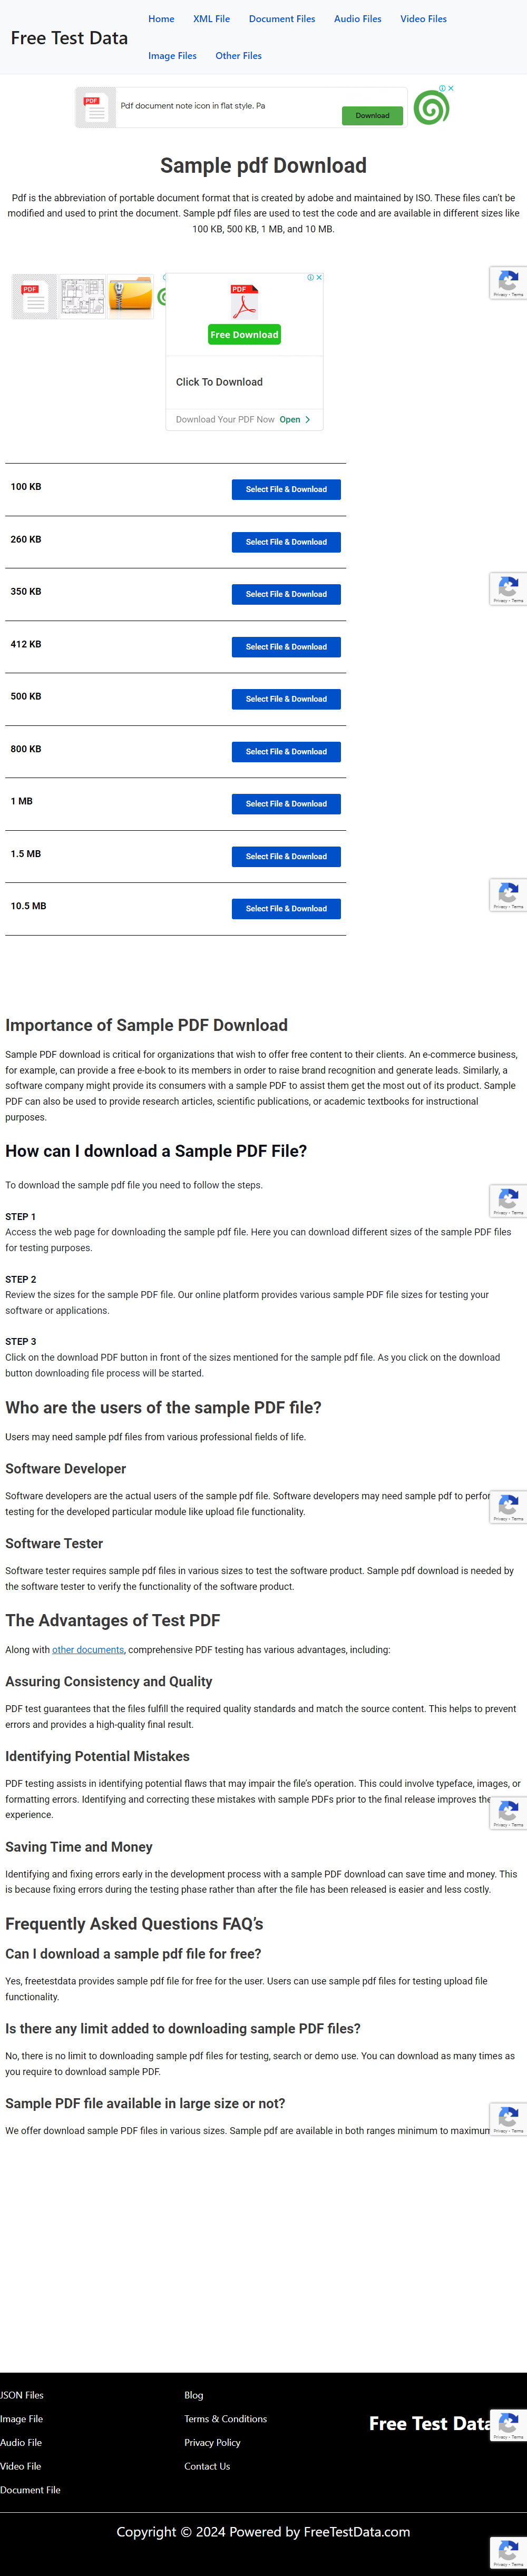 Free Test Data
Home
XML File
Document Files
Audio Files
Video Files
Image Files
Other Files
PDF
Pdf document note icon in flat style. Pa
Download
Sample pdf Download
Pdf is the abbreviation of portable document format that is created by adobe and maintained by ISO. These files can't be
modified and used to print the document. Sample pdf files are used to test the code and are available in different sizes like
100 KB, 500 KB, 1 MB, and 10 MB.
PDF
PDF
Free Download
Click To Download
Download Your PDF Now
Open
Privacy - Terms
100 KB
Select File & Download
260 KB
Select File & Download
350 KB
Select File & Download
Privacy - Terms
412 KB
Select File & Download
500 KB
Select File & Download
800 KB
Select File & Download
1 MB
Select File & Download
1.5 MB
Select File & Download
10.5 MB
Select File & Download
Privacy - Terms
Importance of Sample PDF Download
Sample PDF download is critical for organizations that wish to offer free content to their clients. An e-commerce business,
for example, can provide a free e-book to its members in order to raise brand recognition and generate leads. Similarly, a
software company might provide its consumers with a sample PDF to assist them get the most out of its product. Sample
PDF can also be used to provide research articles, scientific publications, or academic textbooks for instructional
purposes.
How can I download a Sample PDF File?
To download the sample pdf file you need to follow the steps.
Privacy - Terms
STEP 1
Access the web page for downloading the sample pdf file. Here you can download different sizes of the sample PDF files
for testing purposes.
STEP 2
Review the sizes for the sample PDF file. Our online platform provides various sample PDF file sizes for testing your
software or applications.
STEP 3
Click on the download PDF button in front of the sizes mentioned for the sample pdf file. As you click on the download
button downloading file process will be started.
Who are the users of the sample PDF file?
Users may need sample pdf files from various professional fields of life.
Software Developer
Software developers are the actual users of the sample pdf file. Software developers may need sample pdf to
testing for the developed particular module like upload file functionality.
Privacy - Terms
Software Tester
Software tester requires sample pdf files in various sizes to test the software product. Sample pdf download is needed by
the software tester to verify the functionality of the software product.
The Advantages of Test PDF
Along with other documents, comprehensive PDF testing has various advantages, including:
Assuring Consistency and Quality
PDF test guarantees that the files fulfill the required quality standards and match the source content. This helps to prevent
errors and provides a high-quality final result.
Identifying Potential Mistakes
PDF testing assists in identifying potential flaws that may impair the file's operation. This could involve typeface, images, or
formatting errors. Identifying and correcting these mistakes with sample PDFs prior to the final release improves the
experience.
Privacy - Terms
Saving Time and Money
Identifying and fixing errors early in the development process with a sample PDF download can save time and money. This
is because fixing errors during the testing phase rather than after the file has been released is easier and less costly.
Frequently Asked Questions FAQ's
Can I download a sample pdf file for free?
Yes, freetestdata provides sample pdf file for free for the user. Users can use sample pdf files for testing upload file
functionality.
Is there any limit added to downloading sample PDF files?
No, there is no limit to downloading sample pdf files for testing, search or demo use. You can download as many times as
you require to download sample PDF.
Sample PDF file available in large size or not?
We offer download sample PDF files in various sizes. Sample pdf are available in both ranges minimum to maximum
Privacy - Terms
JSON Files
Image File
Audio File
Video File
Document File
Blog
Terms & Conditions
Privacy Policy
Contact Us
Free Test Data
Privacy - Terms
Copyright © 2024 Powered by FreeTestData.com
Privacy - Terms